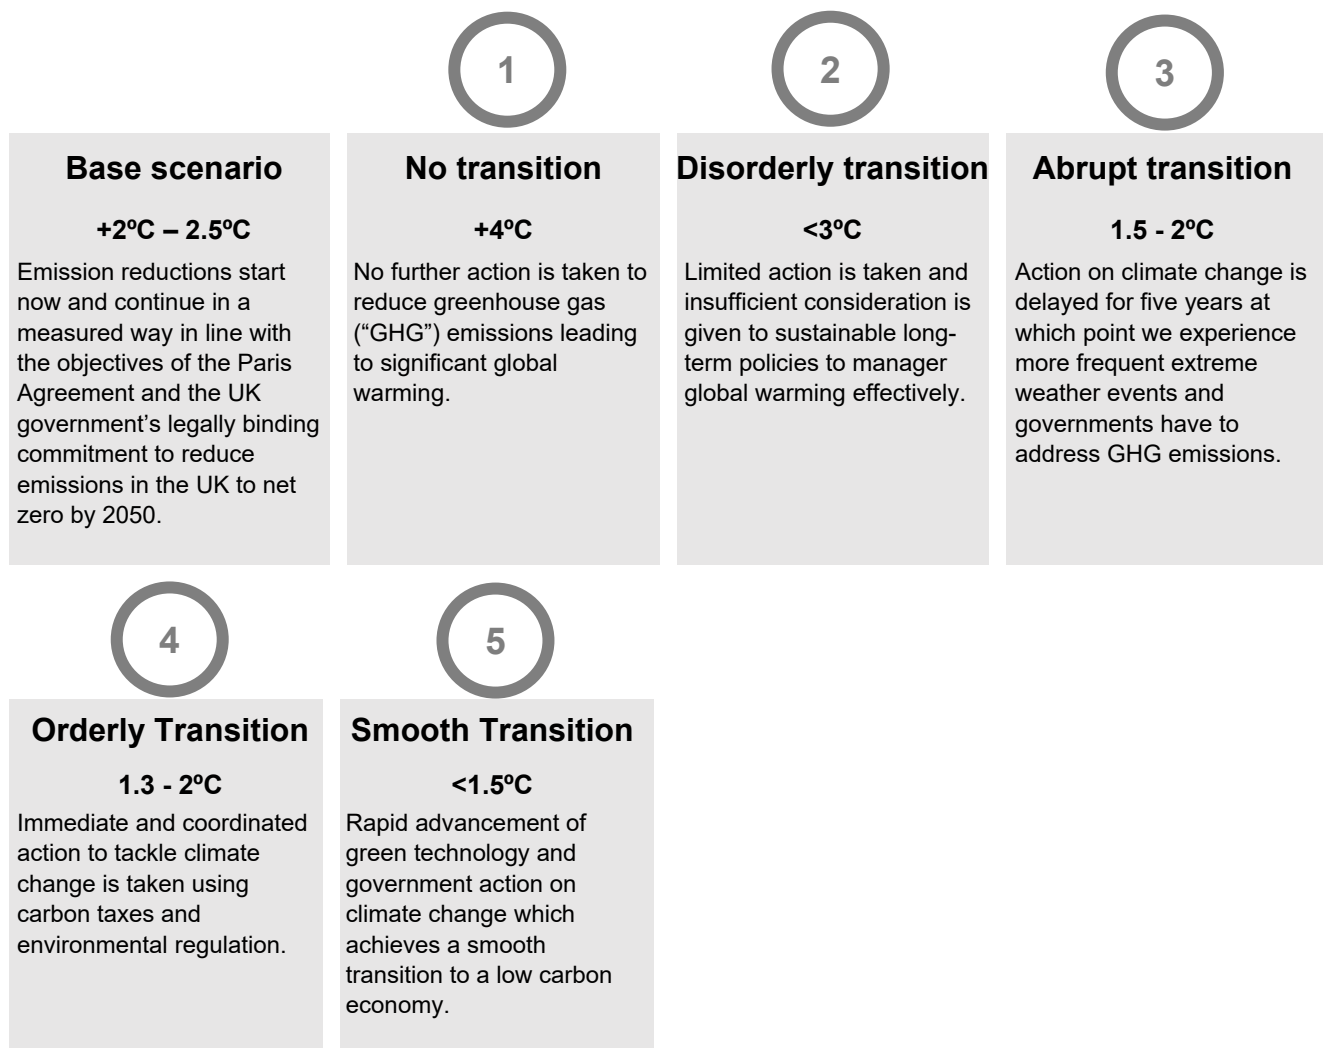 1
2
3
Base scenario
+2ºC – 2.5ºC
Emission reductions start
now and continue in a
measured way in line with
the objectives of the Paris
Agreement and the UK
government’s legally binding
commitment to reduce
emissions in the UK to net
zero by 2050.
No transition
+4ºC
No further action is taken to
reduce greenhouse gas
(“GHG”) emissions leading
to significant global
warming.
Disorderly transition
<3ºC
Limited action is taken and
insufficient consideration is
given to sustainable long-
term policies to manager
global warming effectively.
Abrupt transition
1.5 - 2ºC
Action on climate change is
delayed for five years at
which point we experience
more frequent extreme
weather events and
governments have to
address GHG emissions.
4
5
Orderly Transition
1.3 - 2ºC
Immediate and coordinated
action to tackle climate
change is taken using
carbon taxes and
environmental regulation.
Smooth Transition
<1.5ºC
Rapid advancement of
green technology and
government action on
climate change which
achieves a smooth
transition to a low carbon
economy.